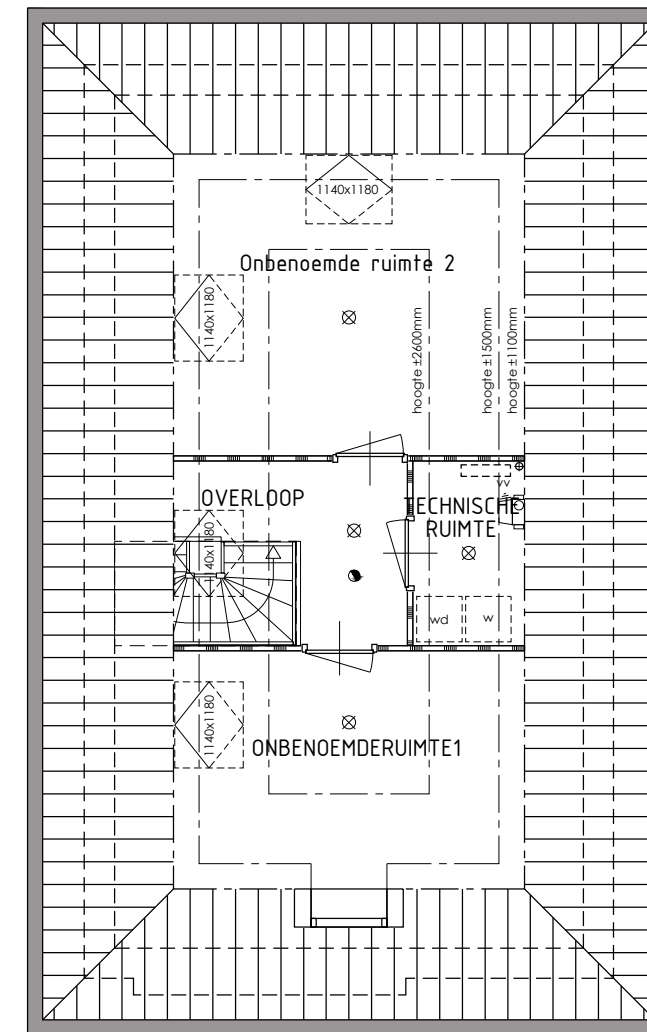 1140x1180
Onbenoemde ruimte 2
1140x1180
hoogte ±2600mm
hoogte ±1500mm
hoogte ±1100mm
OVERLOOP
1140x1180
vv
TECHNISCHE
RUIMTE
wd
w
1140x1180
ONBENOEMDERUIMTE1